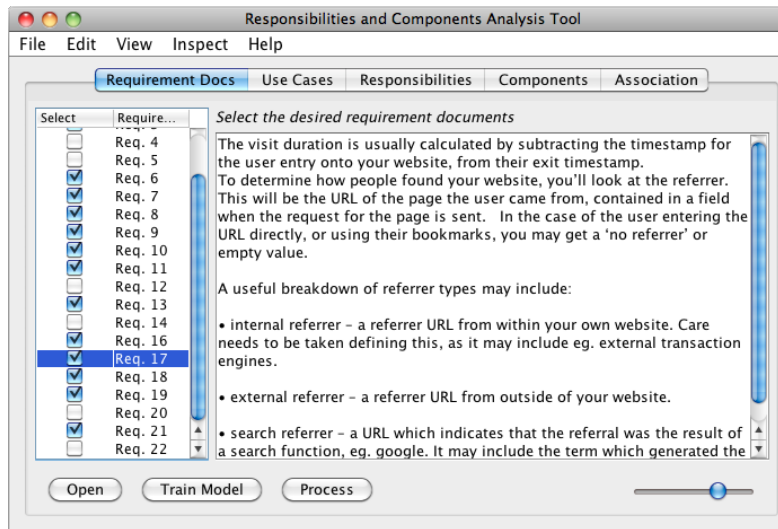 Responsibilities and Components Analysis Tool
File Edit View Inspect Help
Requirement Docs Use Cases Responsibilities Components Association
Select Require... Select the desired requirement documents
Req. 4
Req. 5
Req. 6
Req. 7
Req. 8
Req. 9
Req. 10
Req. 11
Req. 12
Req. 13
Req. 14
Req. 16
Req. 17
Req. 18
Req. 19
Req. 20
Req. 21
Req. 22
The visit duration is usually calculated by subtracting the timestamp for
the user entry onto your website, from their exit timestamp.
To determine how people found your website, you'll look at the referrer.
This will be the URL of the page the user came from, contained in a field
when the request for the page is sent. In the case of the user entering the
URL directly, or using their bookmarks, you may get a 'no referrer' or
empty value.
A useful breakdown of referrer types may include:
• internal referrer – a referrer URL from within your own website. Care
needs to be taken defining this, as it may include eg. external transaction
engines.
• external referrer – a referrer URL from outside of your website.
• search referrer – a URL which indicates that the referral was the result of
a search function, eg. google. It may include the term which generated the
Open Train Model Process